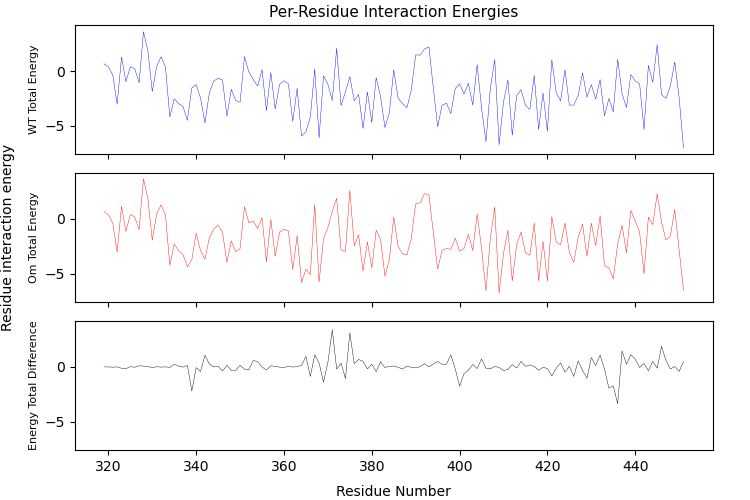 Per-Residue Interaction Energies
Residue interaction energy
WT Total Energy
0
−5
Om Total Energy
0
−5
Energy Total Difference
0
−5
320 340 360 380 400 420 440
Residue Number